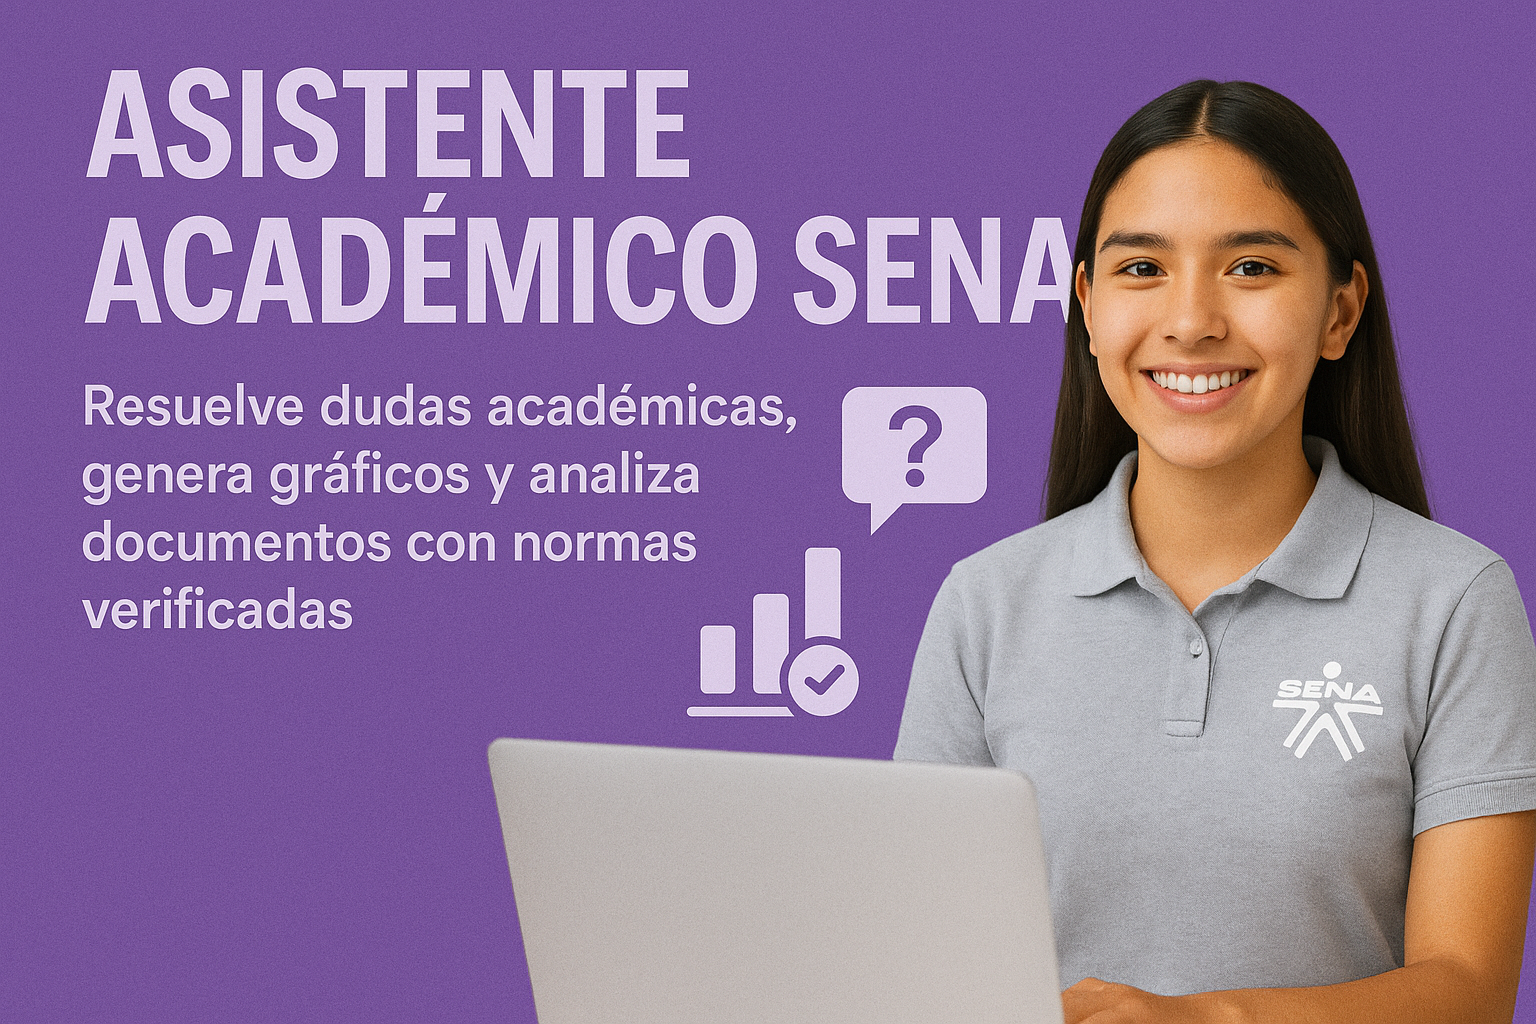 ASISTENTE
ACADÉMICO SENA
Resuelve dudas académicas,
genera gráficos y analiza
documentos con normas
verificadas
?
SENA